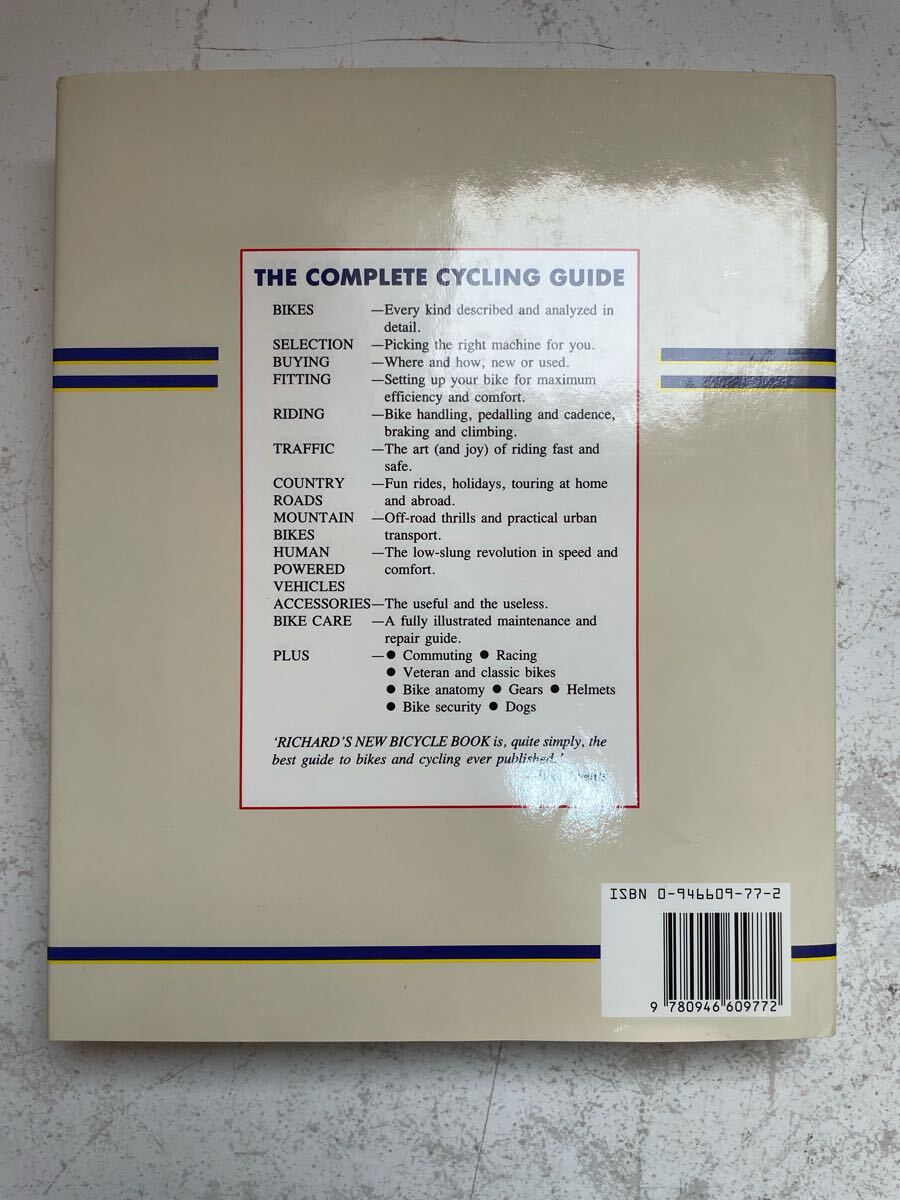 THE COMPLETE CYCLING GUIDE
BIKES —Every kind described and analyzed in
detail.
SELECTION —Picking the right machine for you.
BUYING —Where and how, new or used.
FITTING —Setting up your bike for maximum
efficiency and comfort.
RIDING —Bike handling, pedalling and cadence,
braking and climbing.
TRAFFIC —The art (and joy) of riding fast and
safe.
COUNTRY —Fun rides, holidays, touring at home
ROADS and abroad.
MOUNTAIN —Off-road thrills and practical urban
BIKES transport.
HUMAN —The low-slung revolution in speed and
POWERED comfort.
VEHICLES
ACCESSORIES—The useful and the useless.
BIKE CARE —A fully illustrated maintenance and
repair guide.
PLUS —● Commuting ● Racing
● Veteran and classic bikes
● Bike anatomy ● Gears ● Helmets
● Bike security ● Dogs
'RICHARD'S NEW BICYCLE BOOK is, quite simply, the
best guide to bikes and cycling ever published.'
ISBN 0-946609-77-2
9 780946 609772